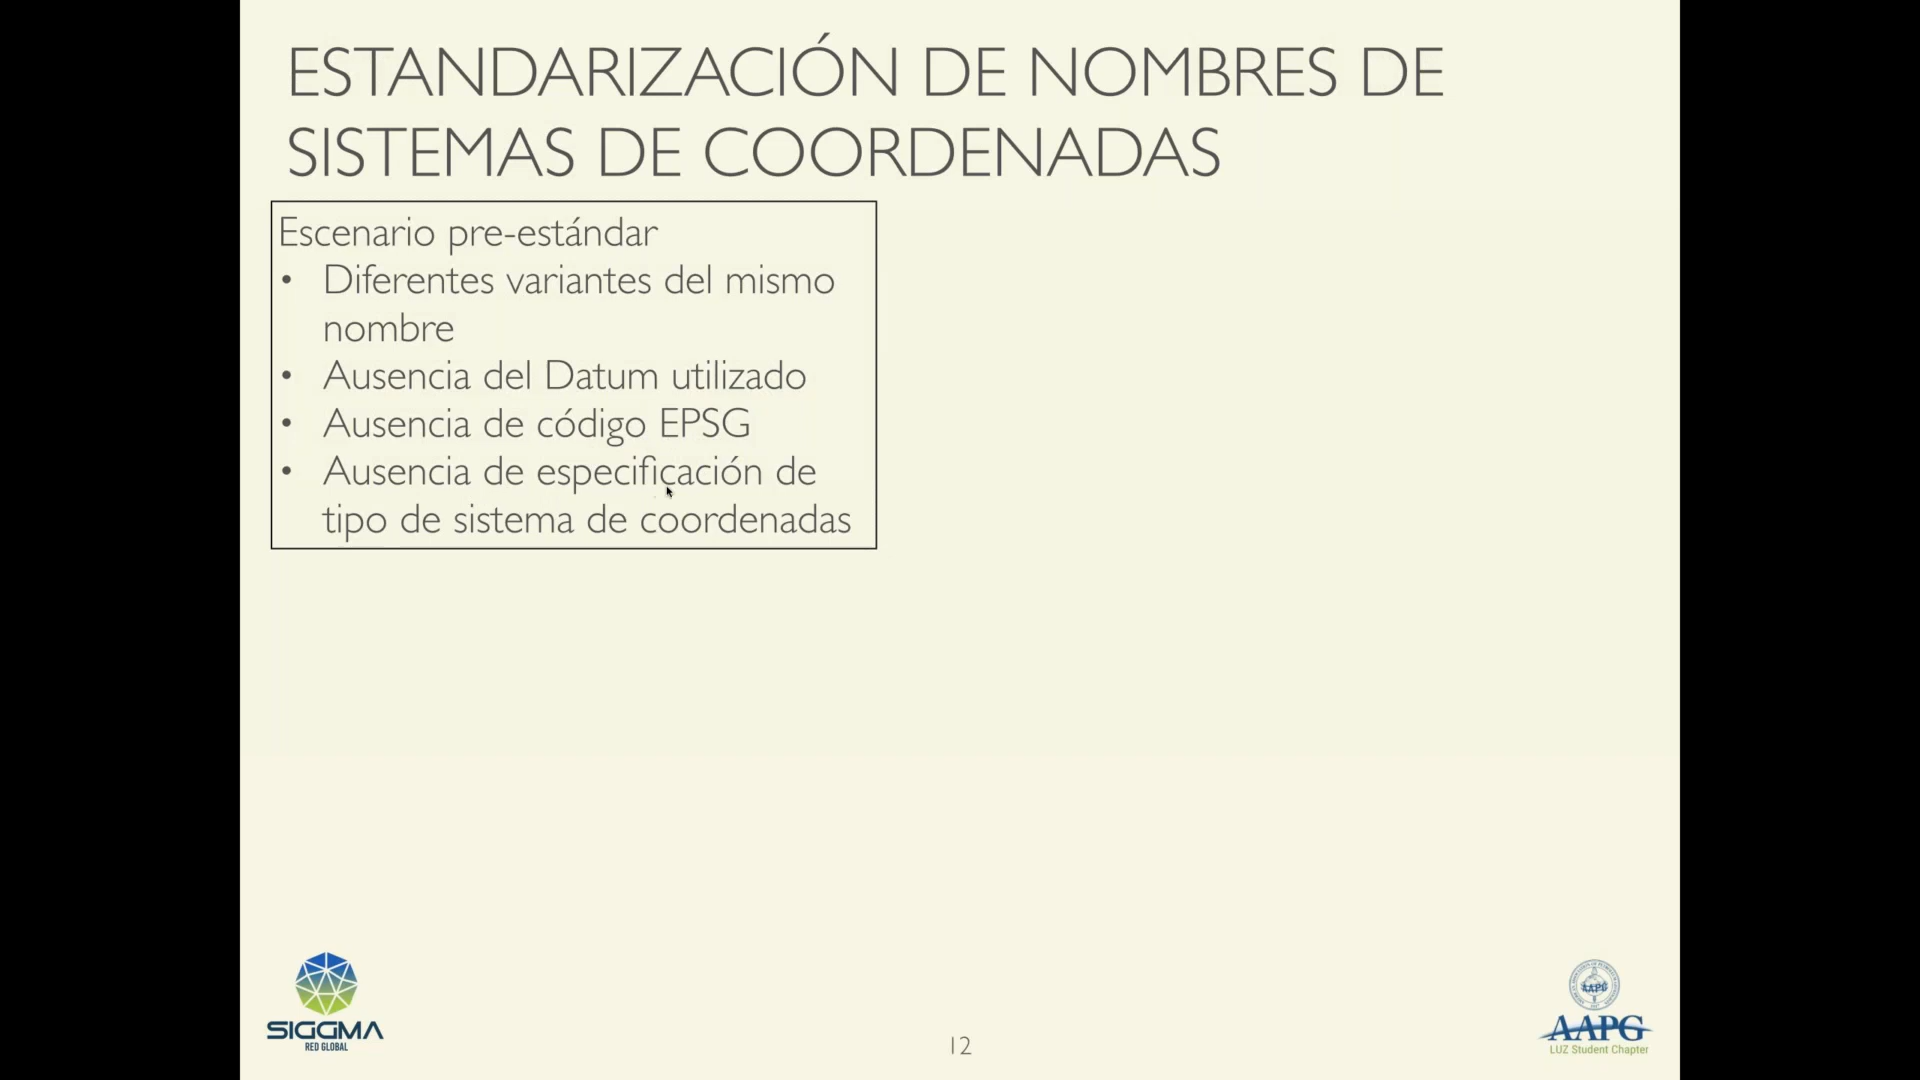 ESTANDARIZACIÓN DE NOMBRES DE
SISTEMAS DE COORDENADAS
Escenario pre-estándar
• Diferentes variantes del mismo
nombre
• Ausencia del Datum utilizado
• Ausencia de código EPSG
• Ausencia de especificación de
tipo de sistema de coordenadas
SIGGMA
RED GLOBAL
12
AAPG
AAPG
LUZ Student Chapter